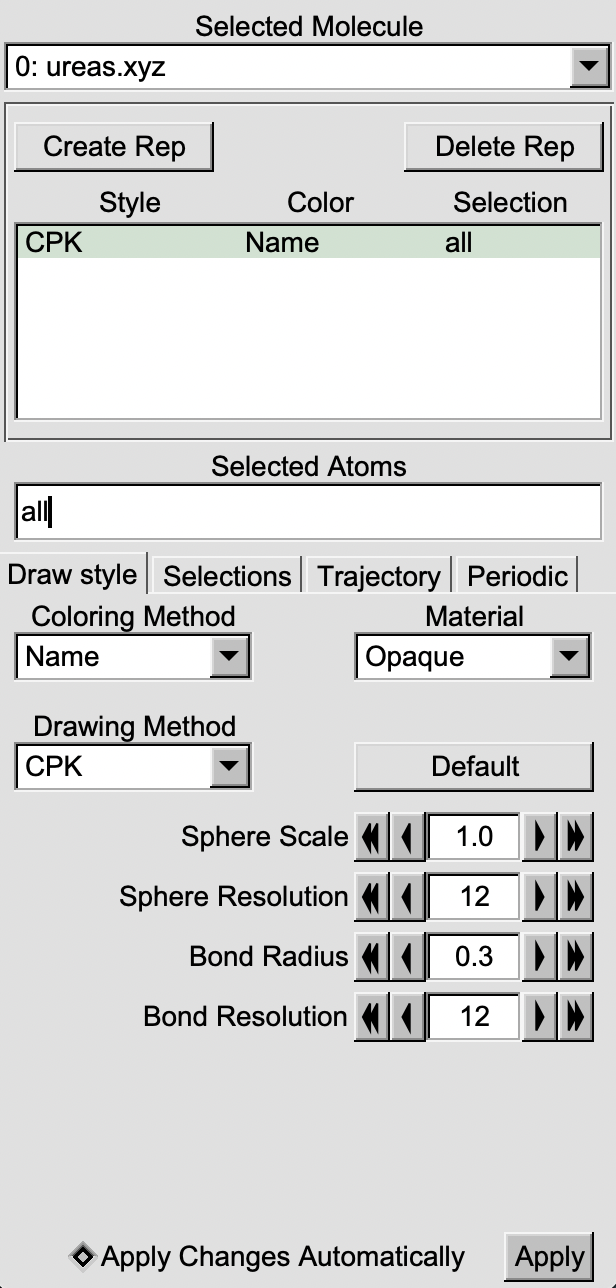 Selected Molecule
0: ureas.xyz
Create Rep Delete Rep
Style Color Selection
CPK Name all
Selected Atoms
all
Draw style Selections Trajectory Periodic
Coloring Method Material
Name Opaque
Drawing Method
CPK Default
Sphere Scale 1.0
Sphere Resolution 12
Bond Radius 0.3
Bond Resolution 12
Apply Changes Automatically Apply